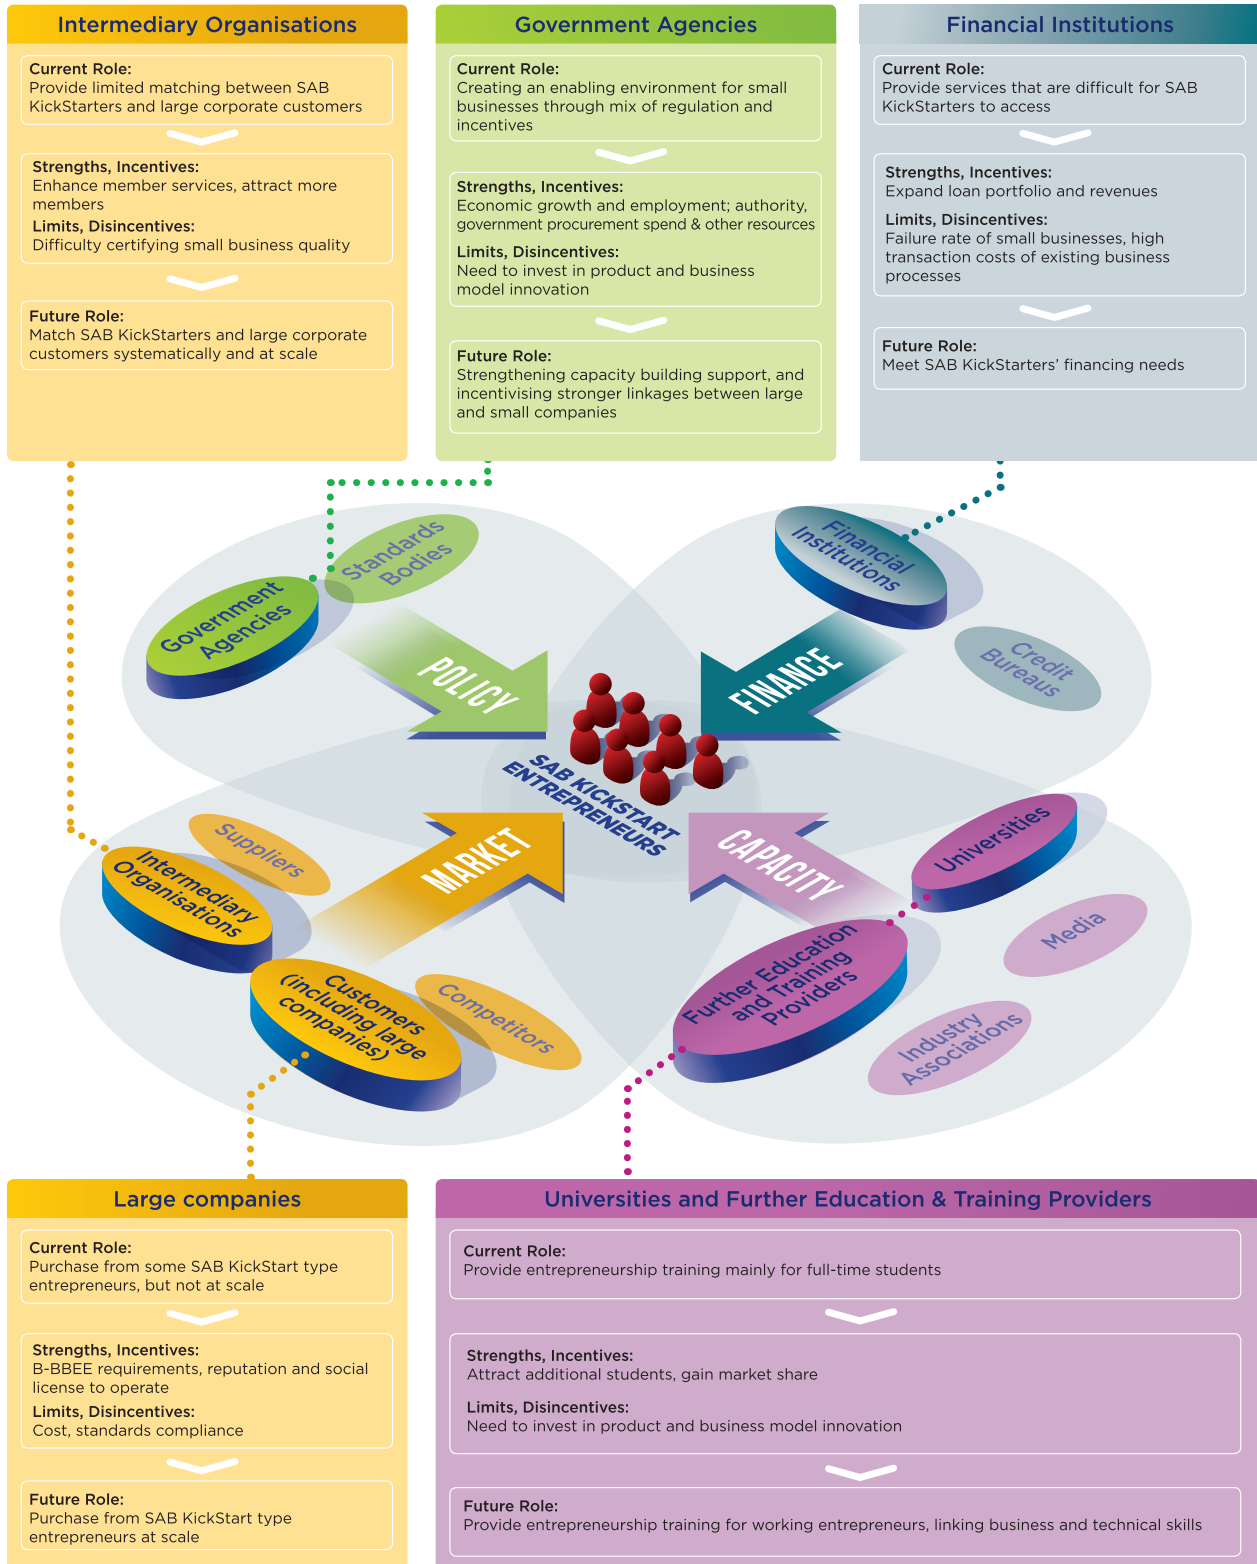 Intermediary Organisations
Current Role:
Provide limited matching between SAB
KickStarters and large corporate customers
Strengths, Incentives:
Enhance member services, attract more
members
Limits, Disincentives:
Difficulty certifying small business quality
Future Role:
Match SAB KickStarters and large corporate
customers systematically and at scale
Government Agencies
Current Role:
Creating an enabling environment for small
businesses through mix of regulation and
incentives
Strengths, Incentives:
Economic growth and employment; authority,
government procurement spend & other resources
Limits, Disincentives:
Need to invest in product and business
model innovation
Future Role:
Strengthening capacity building support, and
incentivising stronger linkages between large
and small companies
Financial Institutions
Current Role:
Provide services that are difficult for SAB
KickStarters to access
Strengths, Incentives:
Expand loan portfolio and revenues
Limits, Disincentives:
Failure rate of small businesses, high
transaction costs of existing business
processes
Future Role:
Meet SAB KickStarters’ financing needs
Standards
Bodies
Government
Agencies
POLICY
Financial
Institutions
Credit
Bureaus
FINANCE
SAB KICKSTART
ENTREPRENEURS
Suppliers
Intermediary
Organisations
MARKET
Customers
(including large
companies)
Competitors
CAPACITY
Universities
Media
Further Education
and Training
Providers
Industry
Associations
Large companies
Current Role:
Purchase from some SAB KickStart type
entrepreneurs, but not at scale
Strengths, Incentives:
B-BBEE requirements, reputation and social
license to operate
Limits, Disincentives:
Cost, standards compliance
Future Role:
Purchase from SAB KickStart type
entrepreneurs at scale
Universities and Further Education & Training Providers
Current Role:
Provide entrepreneurship training mainly for full-time students
Strengths, Incentives:
Attract additional students, gain market share
Limits, Disincentives:
Need to invest in product and business model innovation
Future Role:
Provide entrepreneurship training for working entrepreneurs, linking business and technical skills